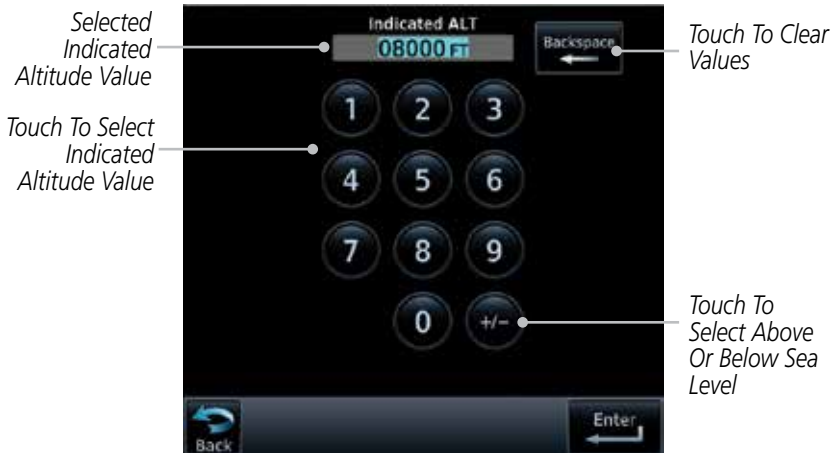 Selected
Indicated
Altitude Value
Touch To Select
Indicated
Altitude Value
Indicated ALT
08000 FT
Backspace
1 2 3
4 5 6
7 8 9
0 +/-
Back
Enter
Touch To Clear
Values
Touch To
Select Above
Or Below Sea
Level